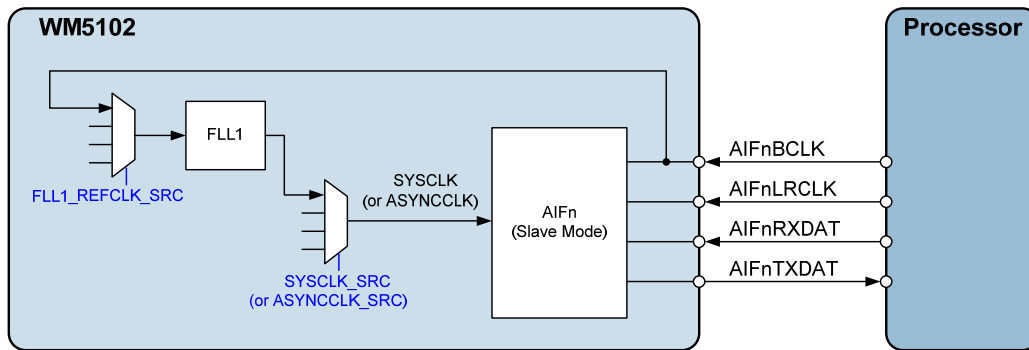 WM5102
Processor
FLL1
FLL1_REFCLK_SRC
SYSCLK
(or ASYNCCLK)
SYSCLK_SRC
(or ASYNCCLK_SRC)
AIFn
(Slave Mode)
AIFnBCLK
AIFnLRCLK
AIFnRXDAT
AIFnTXDAT